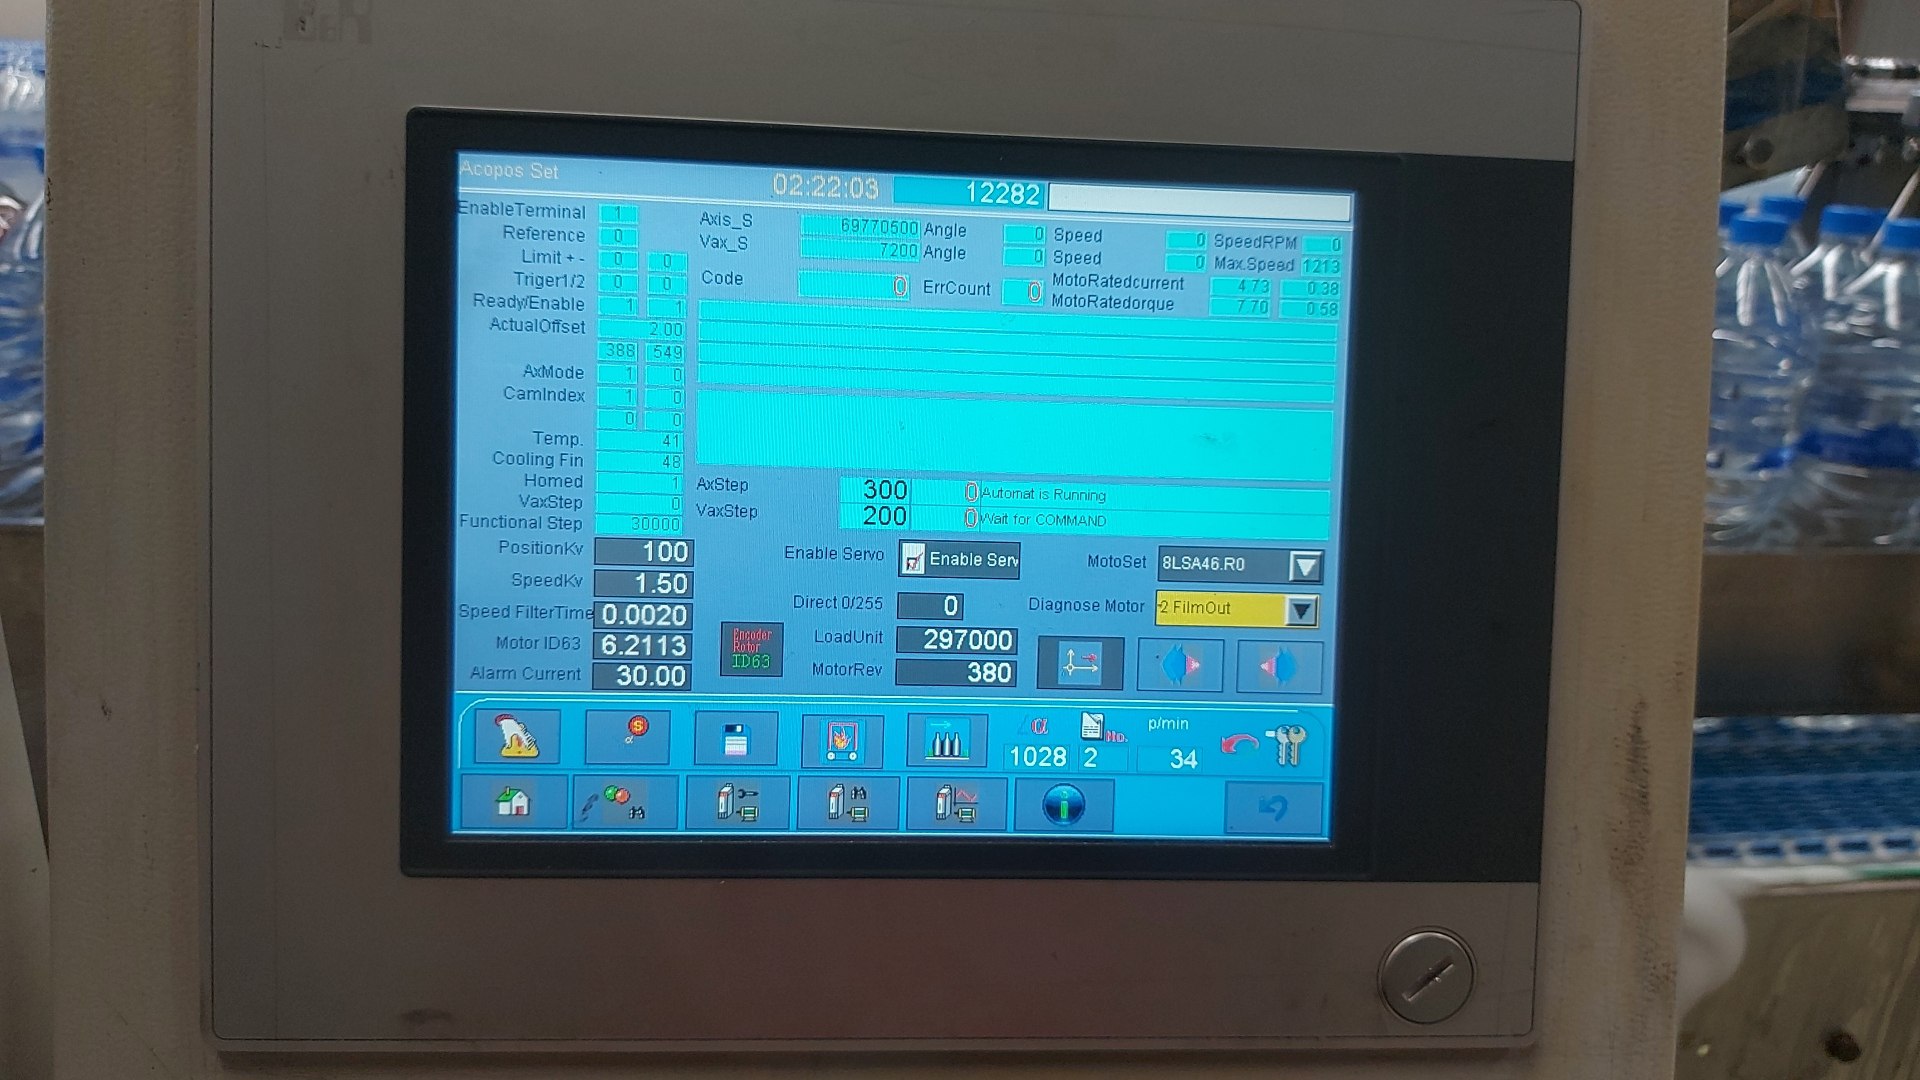 Acopos Set 02:22:03 12282
EnableTerminal 1 Axis_S 69770500 Angle 0 Speed 0 SpeedRPM 0
Reference 0 Vax_S 7200 Angle 0 Speed 0 Max.Speed 1213
Limit + - 0 0
Triger1/2 0 0 Code 0 ErrCount 0 MotoRatedcurrent 4.73 0.38
Ready/Enable 1 1 MotoRatedorque 7.70 0.58
ActualOffset 2.00
388 549
AxMode 1 0
CamIndex 1 0
0 0
Temp. 41
Cooling Fin 48
Homed 1 AxStep 300 0 Automat is Running
VaxStep 0 VaxStep 200 0 Wait for COMMAND
Functional Step 30000
PositionKv 100 Enable Servo Enable Serv MotoSet 8LSA46.R0
SpeedKv 1.50
Speed FilterTime 0.0020 Direct 0/255 0 Diagnose Motor -2 FilmOut
Motor ID63 6.2113 Encoder LoadUnit 297000
Rotor
ID63
Alarm Current 30.00 MotorRev 380
S α No. p/min
1028 2 34
i